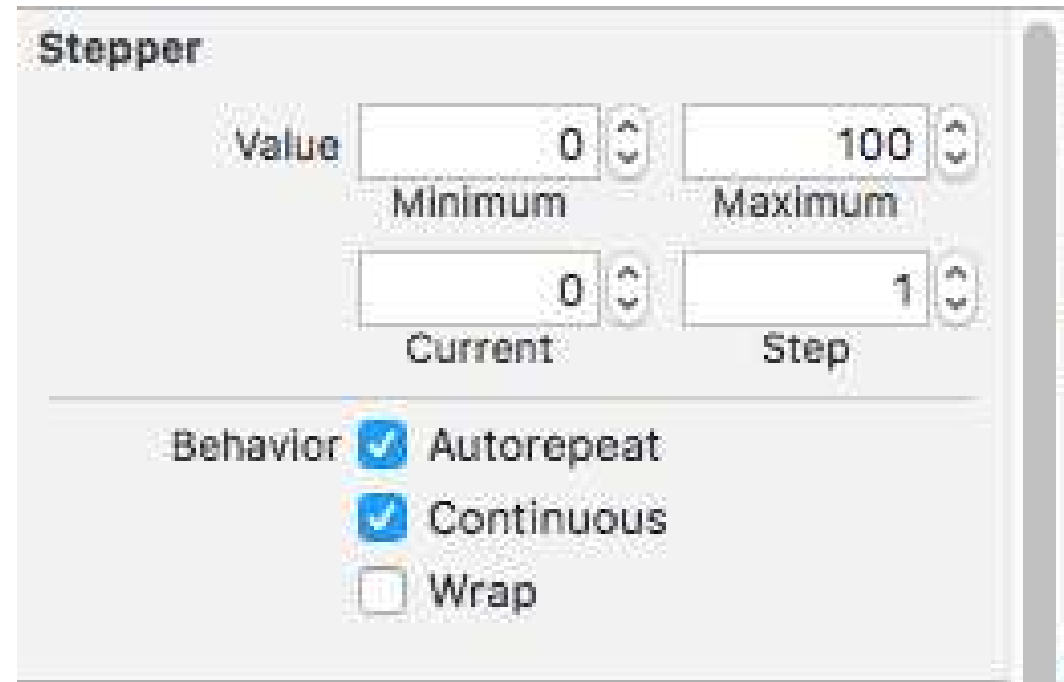 Stepper
Value 0 100
Minimum Maximum
0 1
Current Step
Behavior Autorepeat
Continuous
Wrap